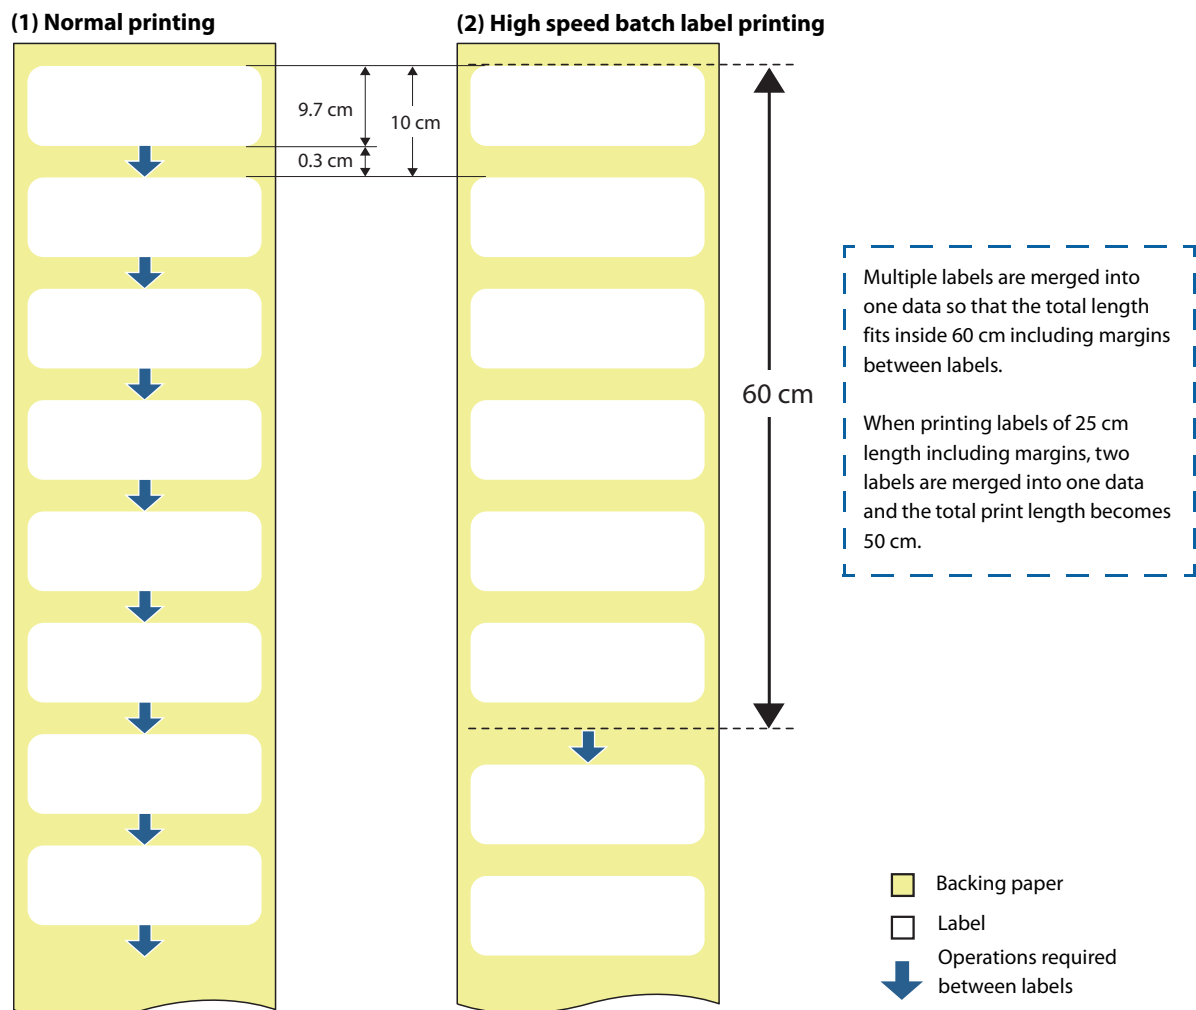 (1) Normal printing
(2) High speed batch label printing
9.7 cm
10 cm
0.3 cm
60 cm
Multiple labels are merged into
one data so that the total length
fits inside 60 cm including margins
between labels.
When printing labels of 25 cm
length including margins, two
labels are merged into one data
and the total print length becomes
50 cm.
Backing paper
Label
Operations required
between labels